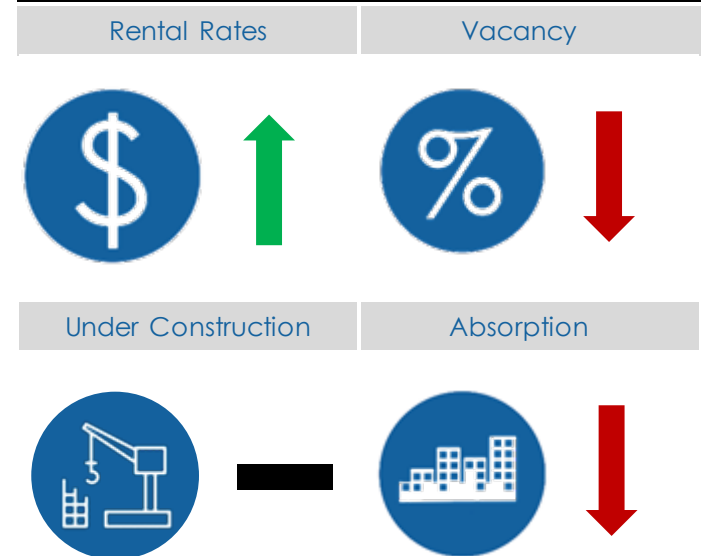 Rental Rates
Vacancy
$
%
Under Construction
Absorption